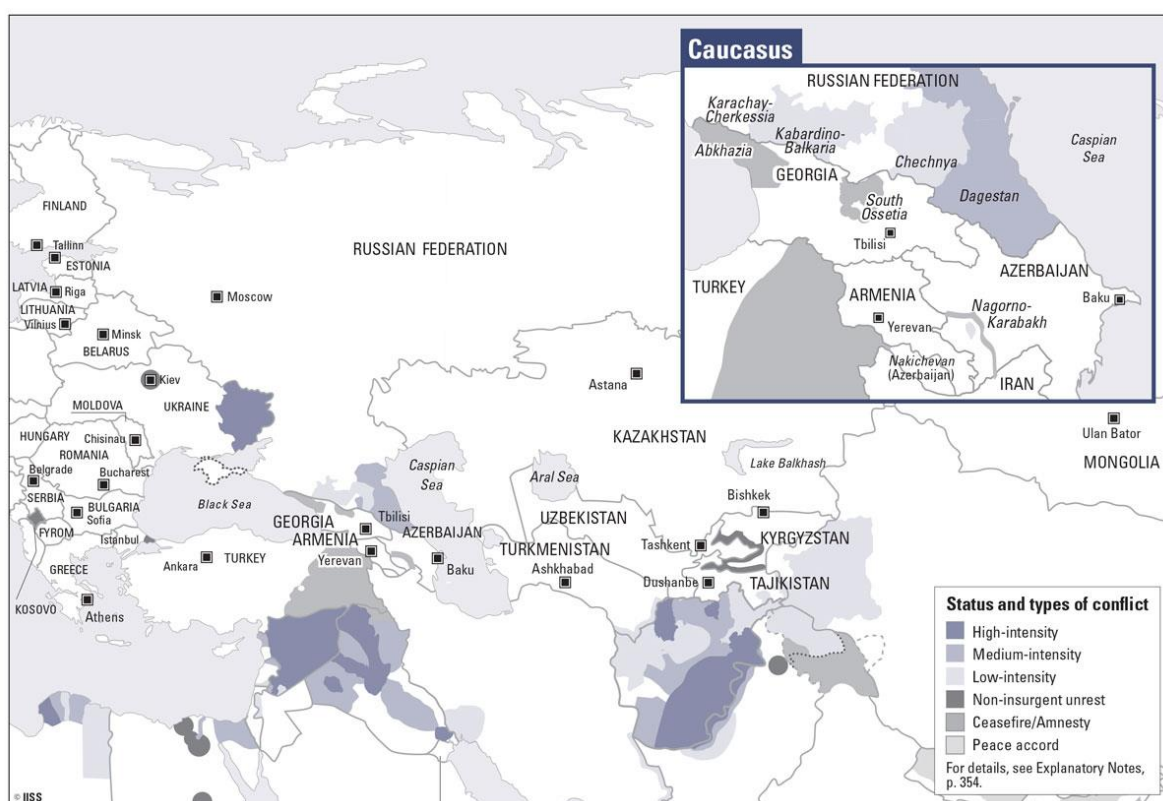 Caucasus
RUSSIAN FEDERATION
Karachay-
Cherkessia
Kabardino-
Balkaria
Abkhazia
Chechnya
Caspian
Sea
GEORGIA
South
Ossetia
Dagestan
Tbilisi
TURKEY
AZERBAIJAN
ARMENIA
Baku
Nagorno-
Karabakh
Yerevan
Nakichevan
(Azerbaijan)
IRAN
FINLAND
Tallinn
ESTONIA
RUSSIAN FEDERATION
LATVIA
Riga
LITHUANIA
Vilnius
Moscow
Minsk
BELARUS
Kiev
UKRAINE
Astana
MOLDOVA
HUNGARY
Chisinau
ROMANIA
KAZAKHSTAN
Ulan Bator
MONGOLIA
Belgrade
Bucharest
Caspian
Sea
Aral Sea
Lake Balkhash
SERBIA
Black Sea
BULGARIA
Sofia
Bishkek
GEORGIA
Tbilisi
UZBEKISTAN
FYROM
Istanbul
ARMENIA
AZERBAIJAN
KYRGYZSTAN
Tashkent
TURKMENISTAN
GREECE
Ankara
TURKEY
Yerevan
Baku
Ashkhabad
Dushanbe
TAJIKISTAN
KOSOVO
Athens
Status and types of conflict
High-intensity
Medium-intensity
Low-intensity
Non-insurgent unrest
Ceasefire/Amnesty
Peace accord
For details, see Explanatory Notes,
p. 354.
© IISS